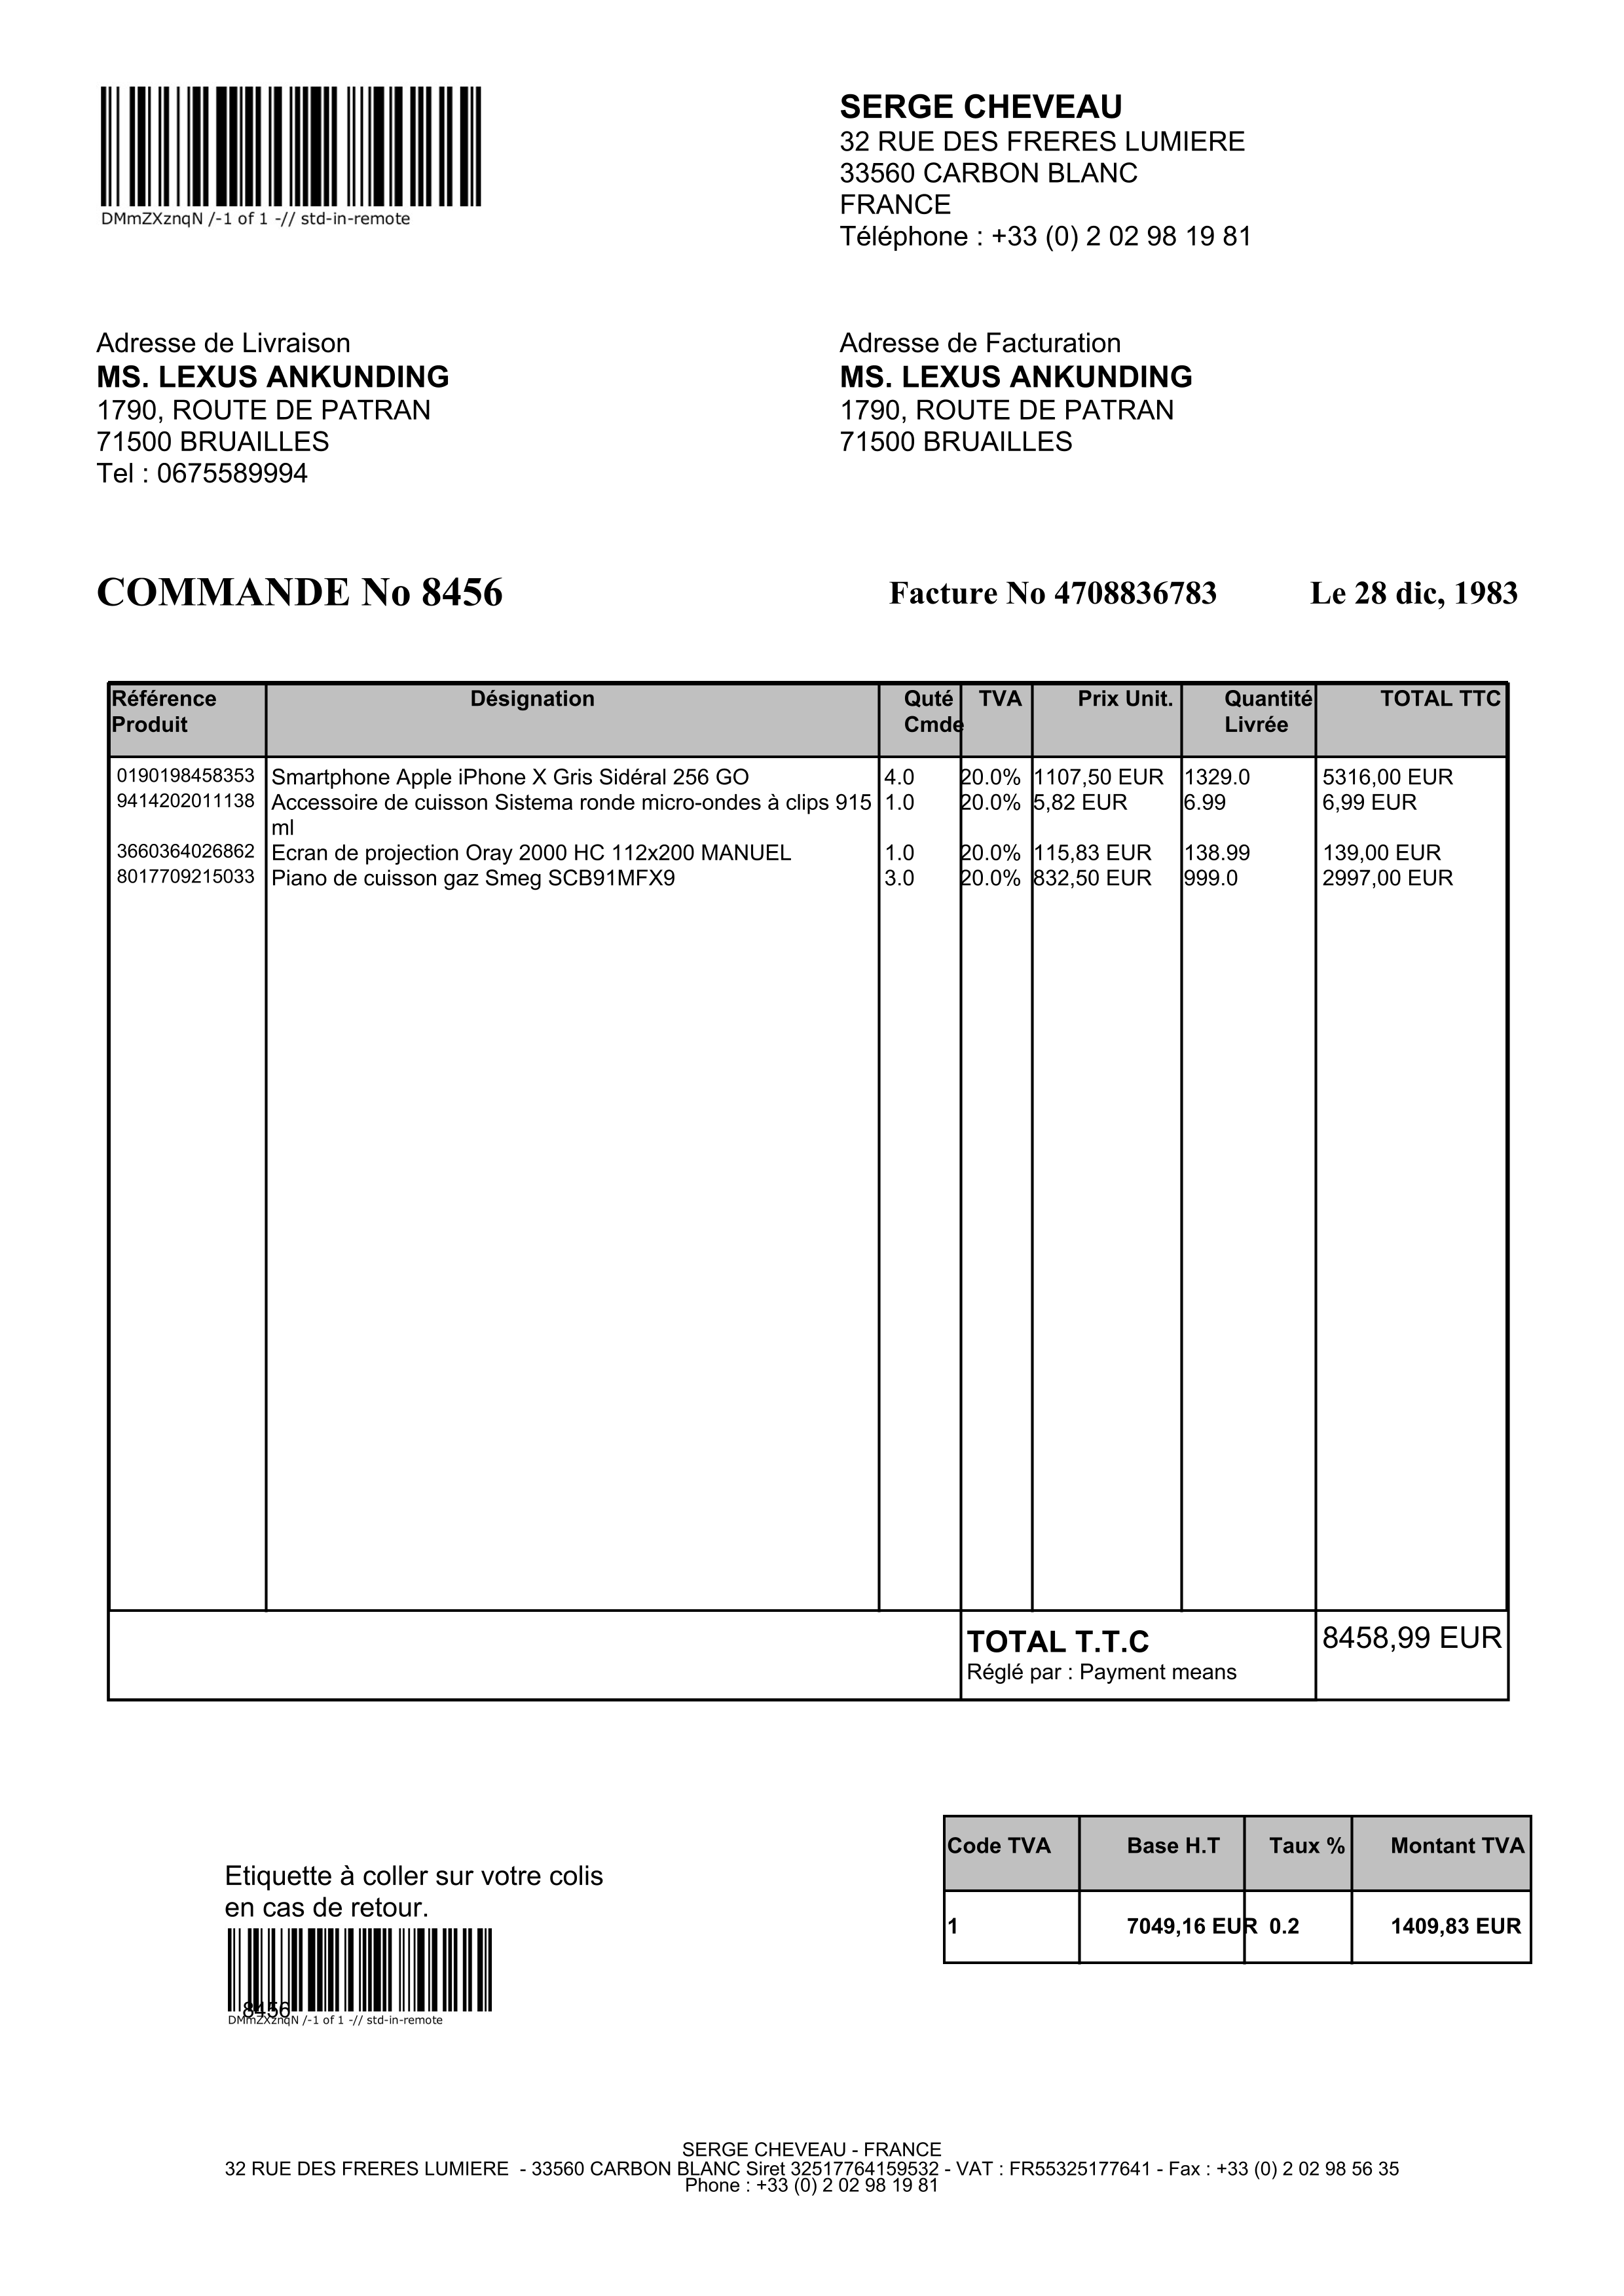 DMmZXznqN /-1 of 1 -// std-in-remote
SERGE CHEVEAU
32 RUE DES FRERES LUMIERE
33560 CARBON BLANC
FRANCE
Téléphone : +33 (0) 2 02 98 19 81
Adresse de Livraison
MS. LEXUS ANKUNDING
1790, ROUTE DE PATRAN
71500 BRUAILLES
Tel : 0675589994
Adresse de Facturation
MS. LEXUS ANKUNDING
1790, ROUTE DE PATRAN
71500 BRUAILLES
COMMANDE No 8456 Facture No 4708836783 Le 28 dic, 1983
Référence Désignation Quté TVA Prix Unit. Quantité TOTAL TTC
Produit Cmde Livrée
0190198458353 Smartphone Apple iPhone X Gris Sidéral 256 GO 4.0 20.0% 1107,50 EUR 1329.0 5316,00 EUR
9414202011138 Accessoire de cuisson Sistema ronde micro-ondes à clips 915 1.0 20.0% 5,82 EUR 6.99 6,99 EUR
ml
3660364026862 Ecran de projection Oray 2000 HC 112x200 MANUEL 1.0 20.0% 115,83 EUR 138.99 139,00 EUR
8017709215033 Piano de cuisson gaz Smeg SCB91MFX9 3.0 20.0% 832,50 EUR 999.0 2997,00 EUR
TOTAL T.T.C 8458,99 EUR
Réglé par : Payment means
Code TVA Base H.T Taux % Montant TVA
1 7049,16 EUR 0.2 1409,83 EUR
Etiquette à coller sur votre colis
en cas de retour.
8456
DMmZXznqN /-1 of 1 -// std-in-remote
SERGE CHEVEAU - FRANCE
32 RUE DES FRERES LUMIERE - 33560 CARBON BLANC Siret 32517764159532 - VAT : FR55325177641 - Fax : +33 (0) 2 02 98 56 35
Phone : +33 (0) 2 02 98 19 81